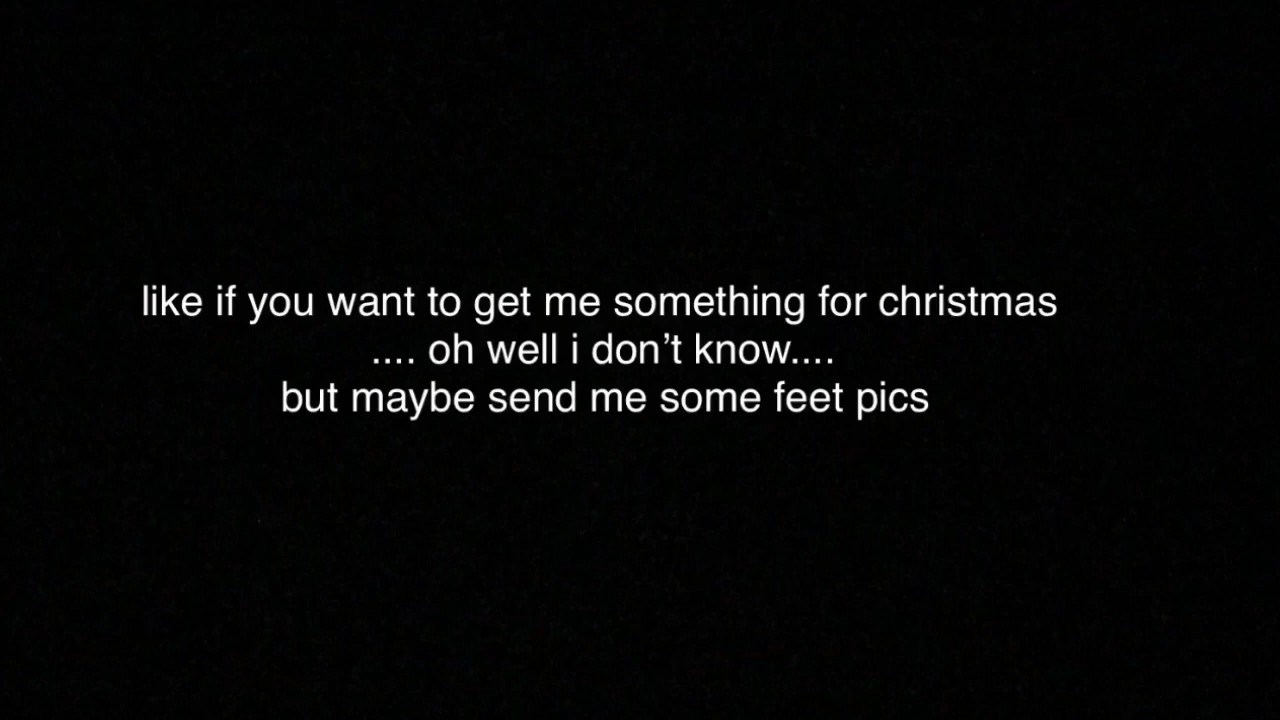 like if you want to get me something for christmas
.... oh well i don’t know....
but maybe send me some feet pics